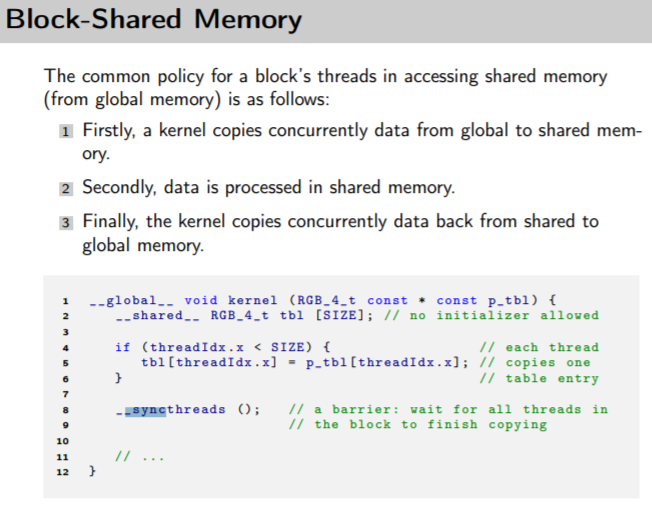 Block-Shared Memory
The common policy for a block's threads in accessing shared memory
(from global memory) is as follows:
1 Firstly, a kernel copies concurrently data from global to shared mem-
ory.
2 Secondly, data is processed in shared memory.
3 Finally, the kernel copies concurrently data back from shared to
global memory.
1 __global__ void kernel (RGB_4_t const * const p_tbl) {
2 __shared__ RGB_4_t tbl [SIZE]; // no initializer allowed
3
4 if (threadIdx.x < SIZE) { // each thread
5 tbl[threadIdx.x] = p_tbl[threadIdx.x]; // copies one
6 } // table entry
7
8 __syncthreads (); // a barrier: wait for all threads in
9 // the block to finish copying
10
11 // ...
12 }